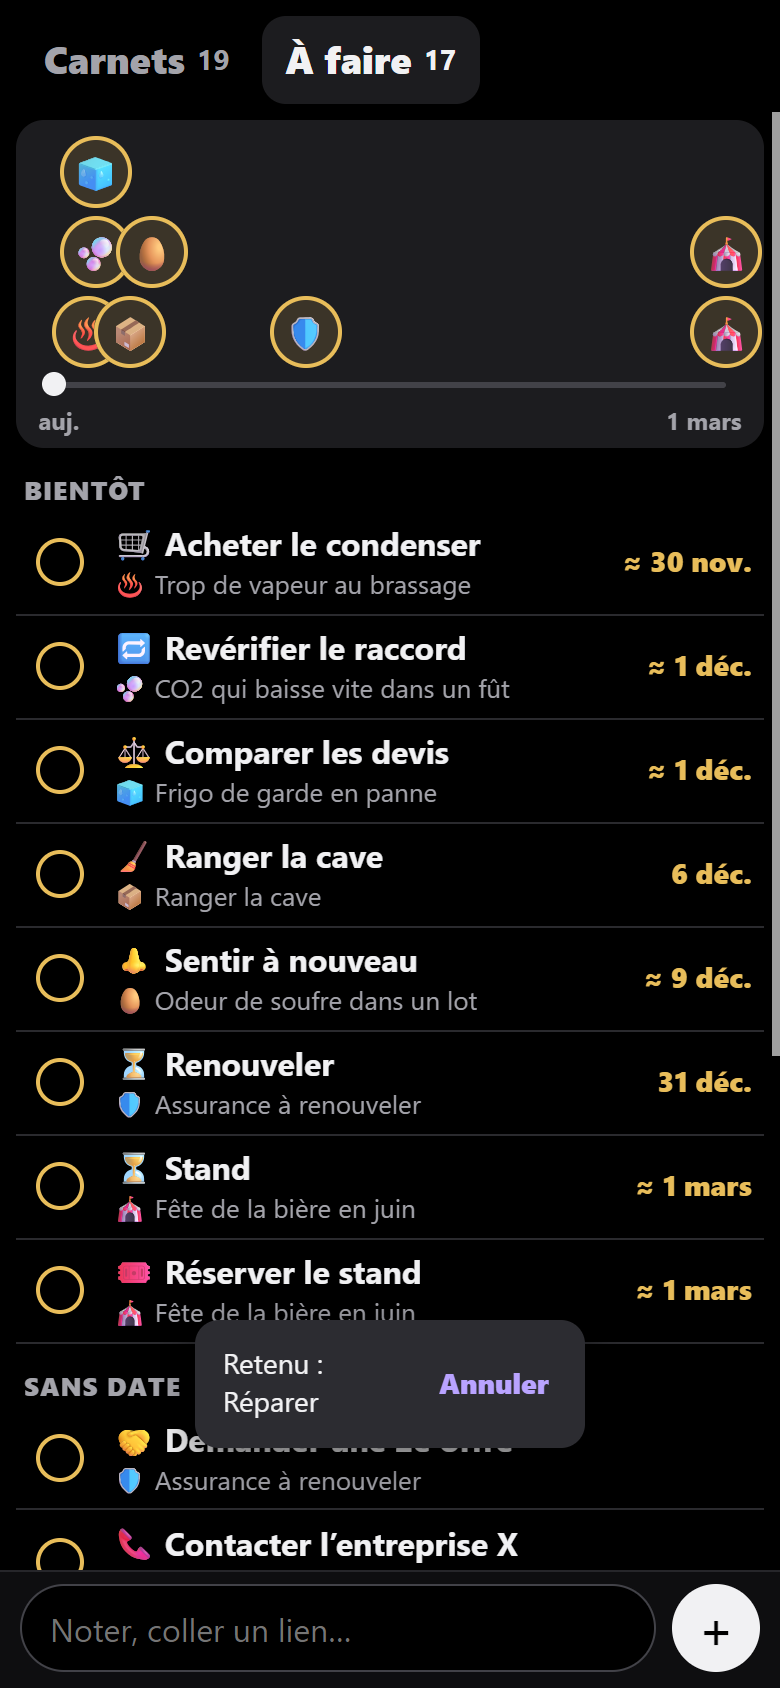 Carnets 19
À faire 17
auj.
1 mars
BIENTÔT
Acheter le condenser
≈ 30 nov.
Trop de vapeur au brassage
Revérifier le raccord
≈ 1 déc.
CO2 qui baisse vite dans un fût
Comparer les devis
≈ 1 déc.
Frigo de garde en panne
Ranger la cave
6 déc.
Ranger la cave
Sentir à nouveau
≈ 9 déc.
Odeur de soufre dans un lot
Renouveler
31 déc.
Assurance à renouveler
Stand
≈ 1 mars
Fête de la bière en juin
Réserver le stand
≈ 1 mars
Fête de la bière en juin
Retenu :
Réparer
Annuler
SANS DATE
Assurance à renouveler
Contacter l’entreprise X
Noter, coller un lien…
+